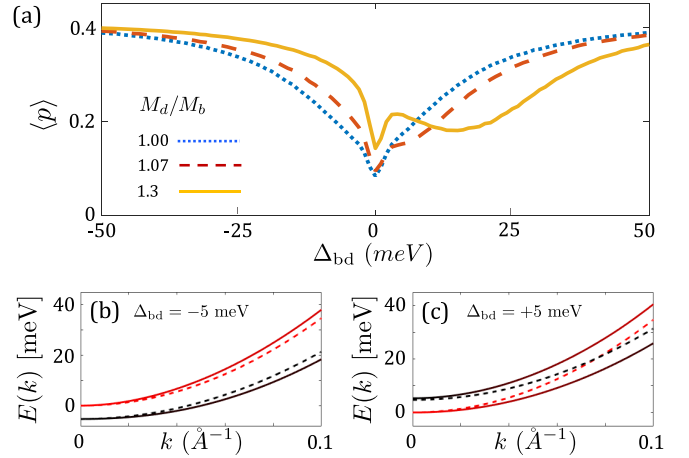 (a)
0.4
0.2
0
⟨p⟩
M_d/M_b
1.00
1.07
1.3
-50
-25
0
25
50
Δ_bd (meV)
(b)
Δ_bd = −5 meV
40
20
0
E(k) [meV]
0
0.1
k (Å⁻¹)
(c)
Δ_bd = +5 meV
40
20
0
E(k) [meV]
0
0.1
k (Å⁻¹)